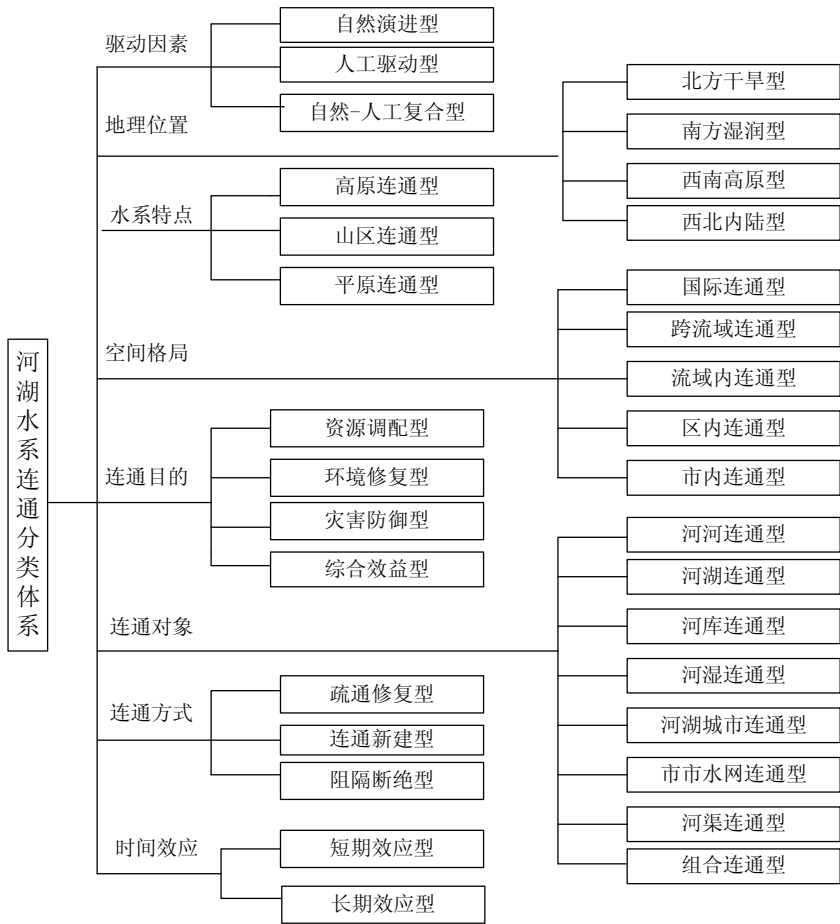 河湖水系连通分类体系
驱动因素
自然演进型
人工驱动型
自然-人工复合型
地理位置
北方干旱型
南方湿润型
西南高原型
西北内陆型
水系特点
高原连通型
山区连通型
平原连通型
空间格局
国际连通型
跨流域连通型
流域内连通型
区内连通型
市内连通型
连通目的
资源调配型
环境修复型
灾害防御型
综合效益型
连通对象
河河连通型
河湖连通型
河库连通型
河湿连通型
河湖城市连通型
市市水网连通型
河渠连通型
组合连通型
连通方式
疏通修复型
连通新建型
阻隔断绝型
时间效应
短期效应型
长期效应型